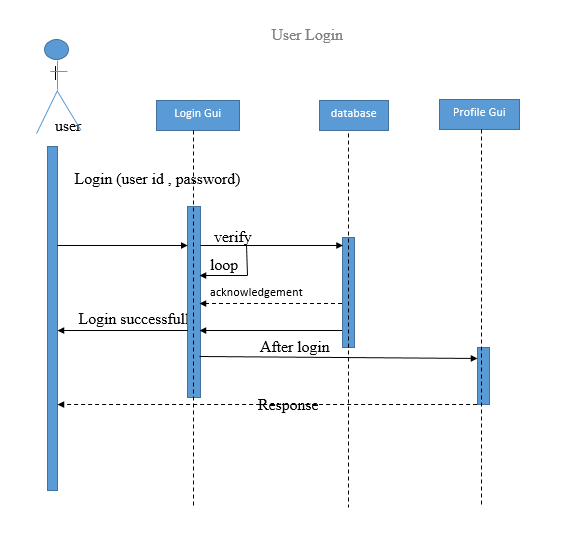 User Login
Login Gui
database
Profile Gui
user
Login (user id , password)
verify
loop
acknowledgement
Login successfull
After login
Response